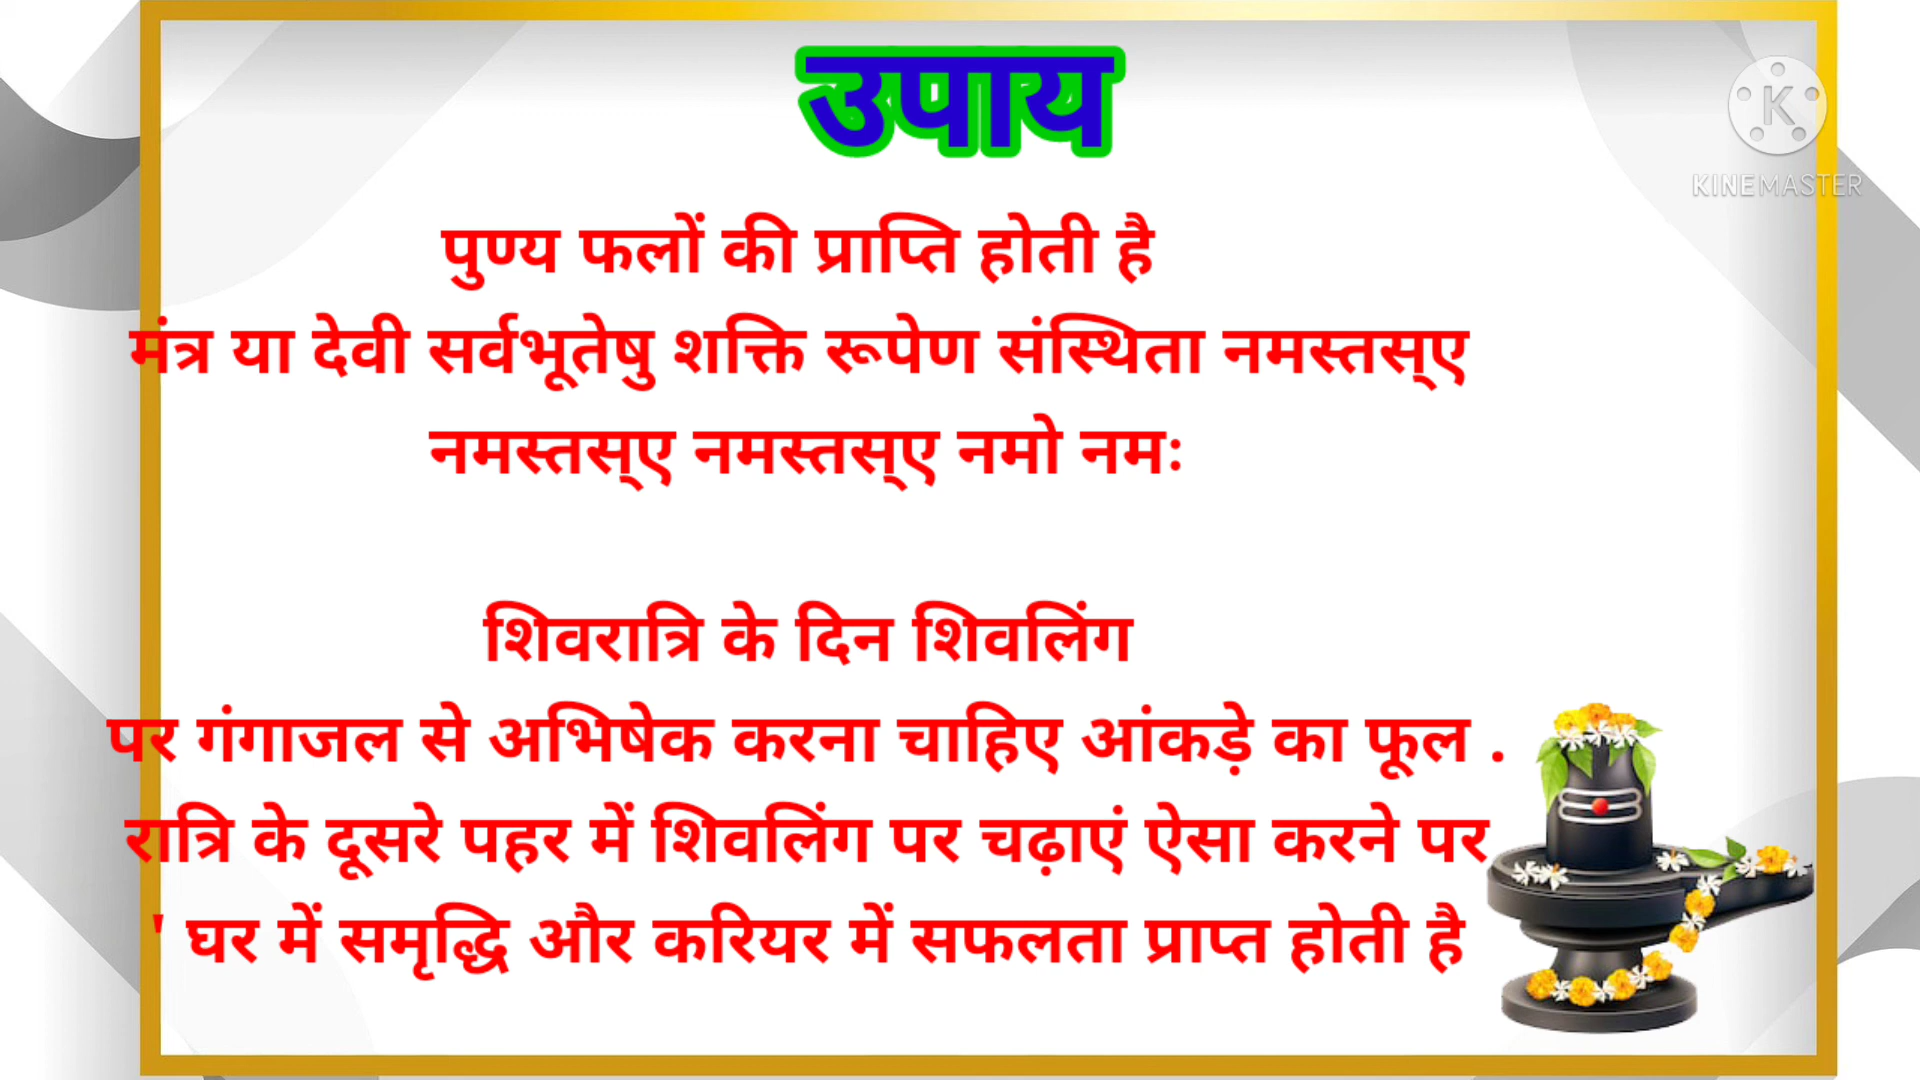 उपाय
KINEMASTER
पुण्य फलों की प्राप्ति होती है
मंत्र या देवी सर्वभूतेषु शक्ति रूपेण संस्थिता नमस्तस्ए
नमस्तस्ए नमस्तस्ए नमो नमः
शिवरात्रि के दिन शिवलिंग
पर गंगाजल से अभिषेक करना चाहिए आंकड़े का फूल .
रात्रि के दूसरे पहर में शिवलिंग पर चढ़ाएं ऐसा करने पर
' घर में समृद्धि और करियर में सफलता प्राप्त होती है